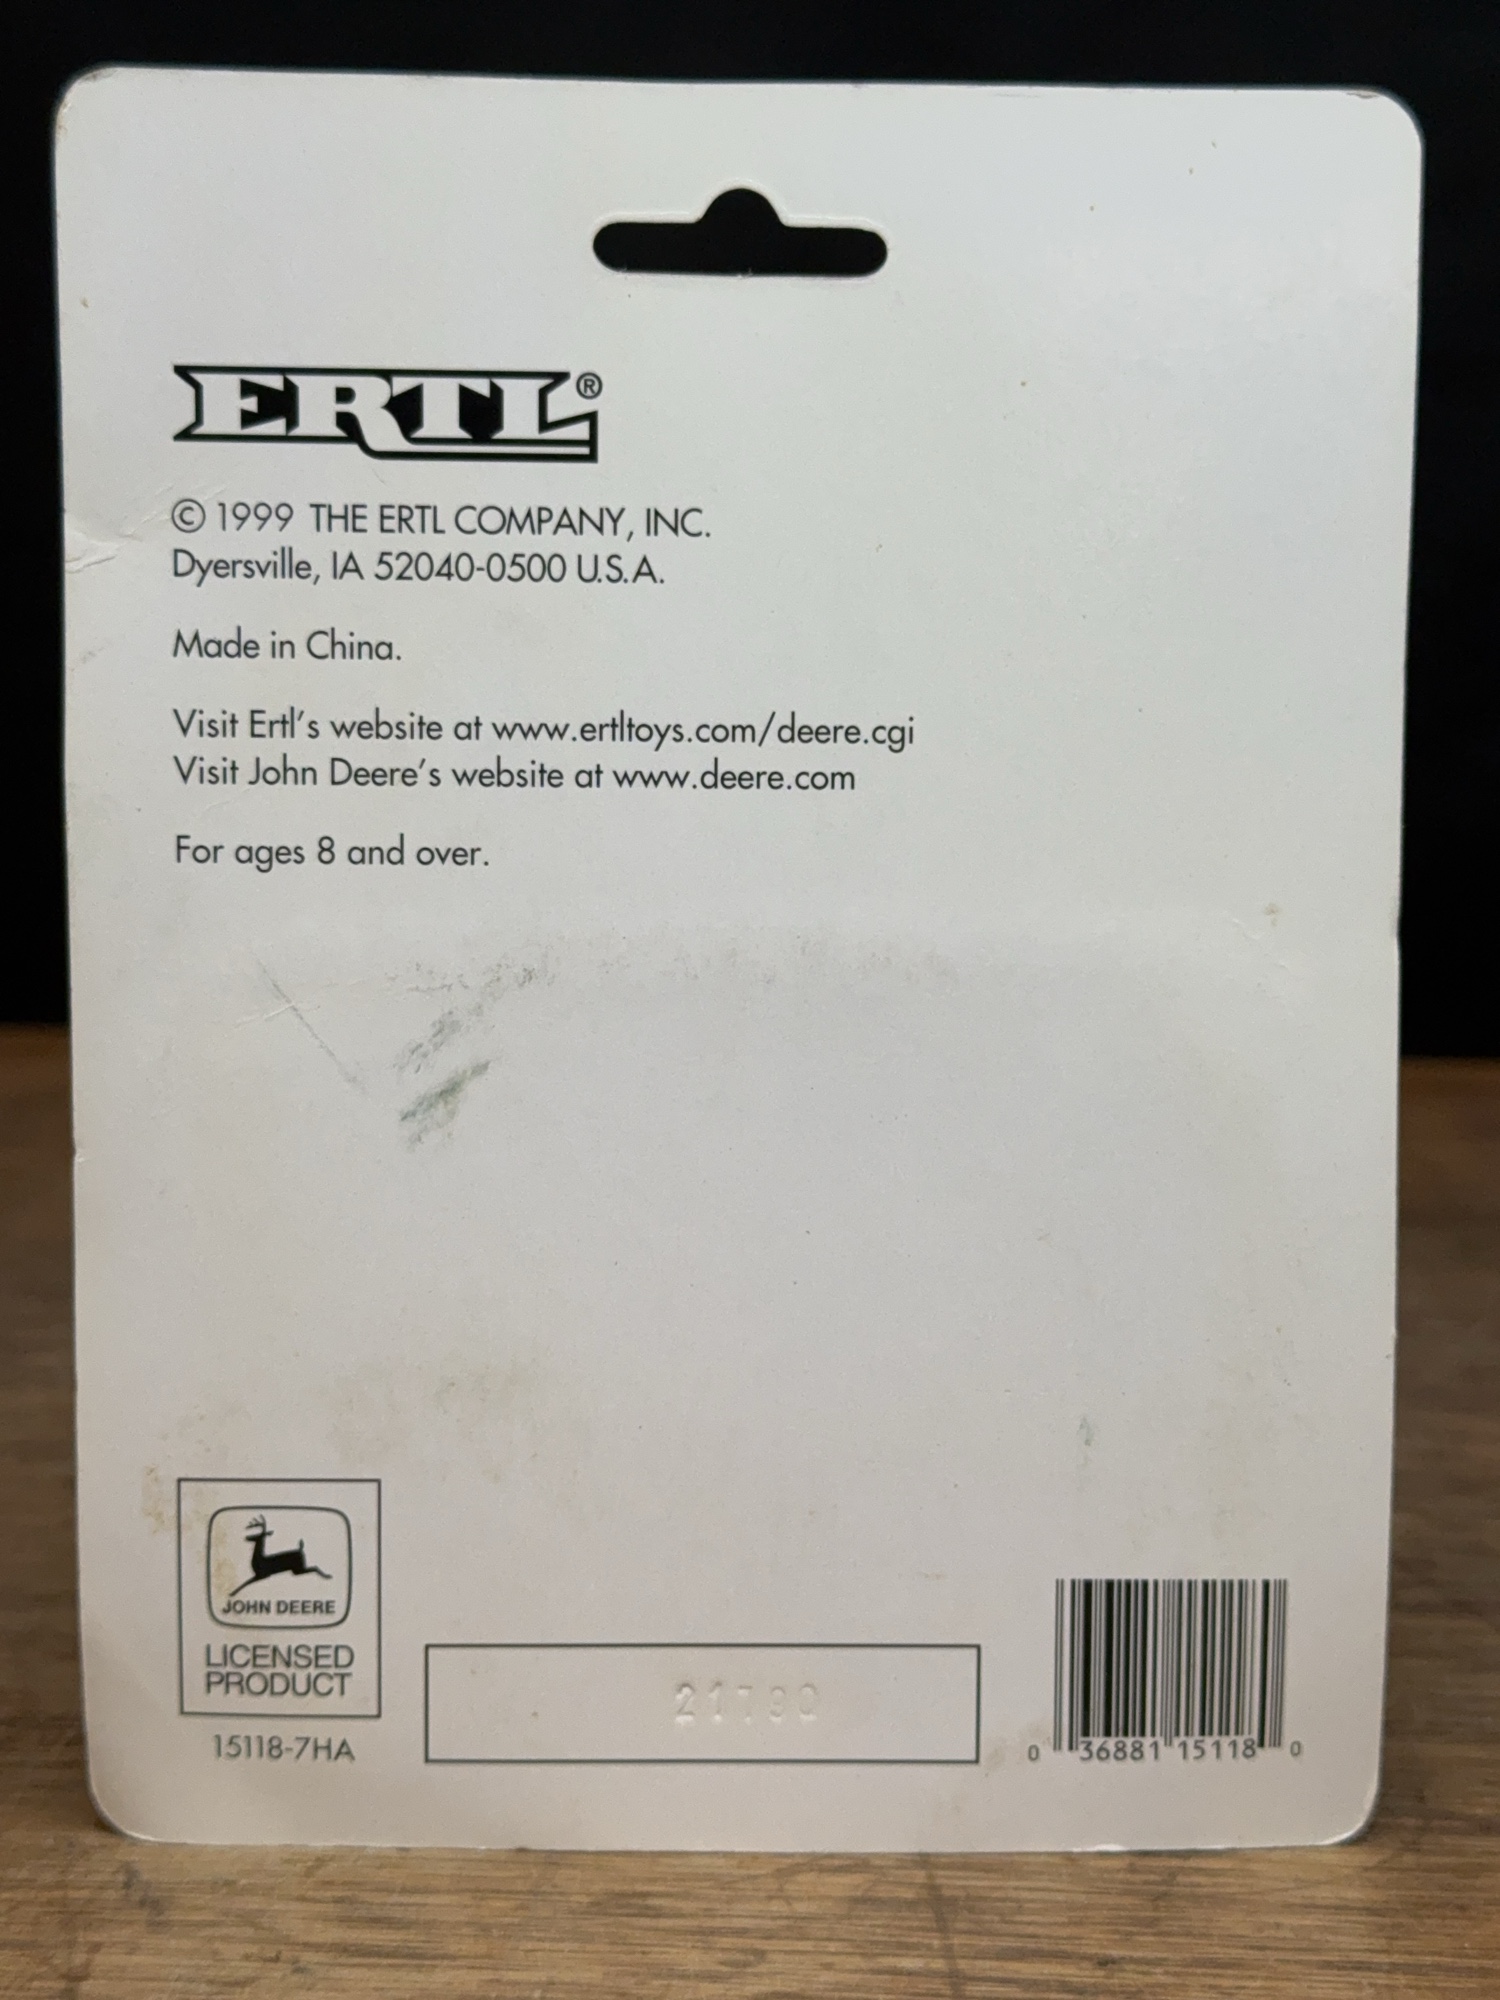 ERTL®
© 1999 THE ERTL COMPANY, INC.
Dyersville, IA 52040-0500 U.S.A.
Made in China.
Visit Ertl's website at www.ertltoys.com/deere.cgi
Visit John Deere's website at www.deere.com
For ages 8 and over.
JOHN DEERE
LICENSED
PRODUCT
15118-7HA
0 36881 15118 0